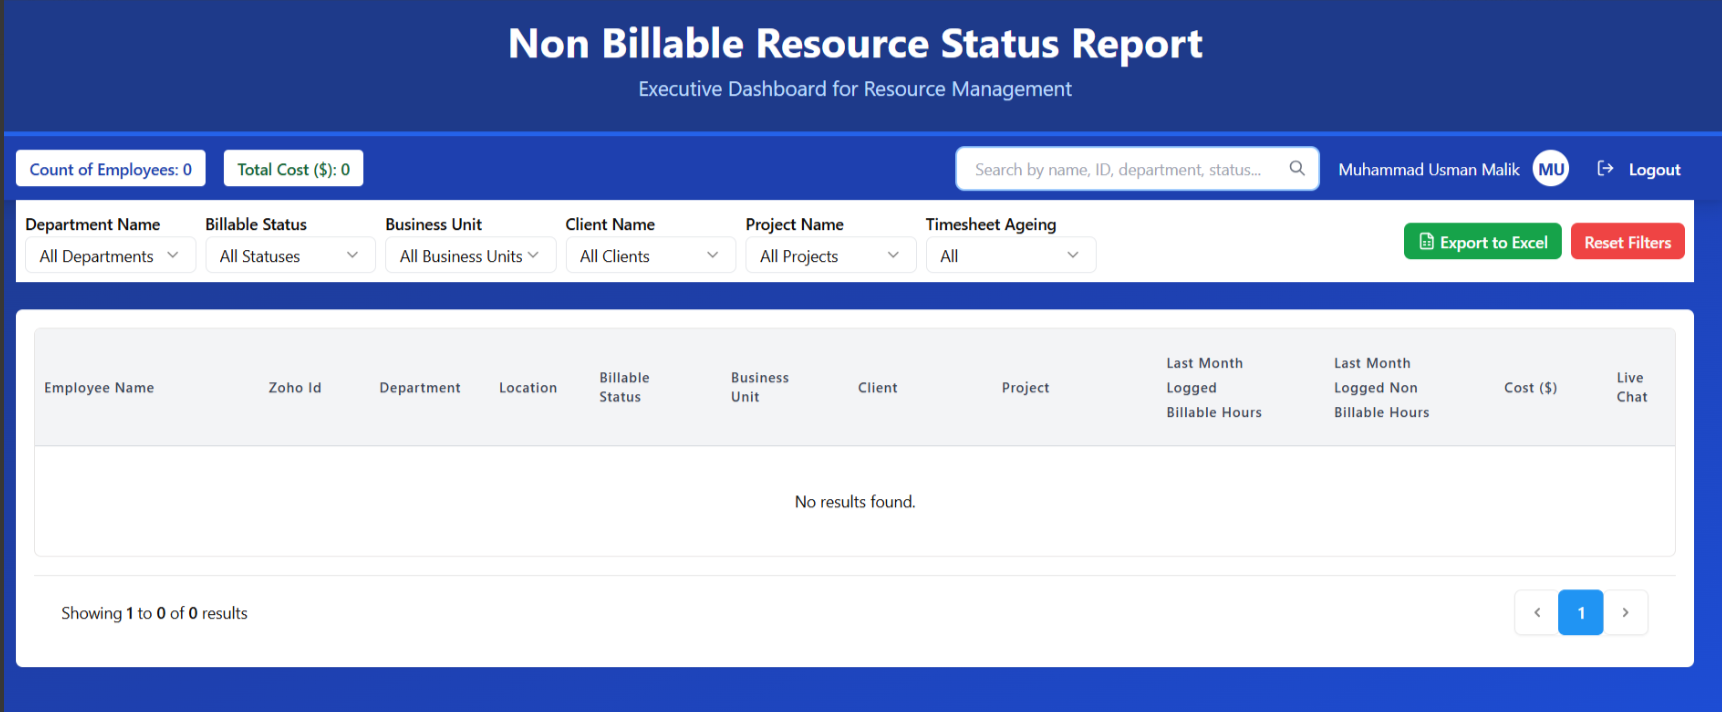 Non Billable Resource Status Report
Executive Dashboard for Resource Management
Count of Employees: 0
Total Cost ($): 0
Search by name, ID, department, status...
Muhammad Usman Malik
MU
Logout
Department Name
All Departments
Billable Status
All Statuses
Business Unit
All Business Units
Client Name
All Clients
Project Name
All Projects
Timesheet Ageing
All
Export to Excel
Reset Filters
Employee Name
Zoho Id
Department
Location
Billable
Status
Business
Unit
Client
Project
Last Month
Logged
Billable Hours
Last Month
Logged Non
Billable Hours
Cost ($)
Live
Chat
No results found.
Showing 1 to 0 of 0 results
1